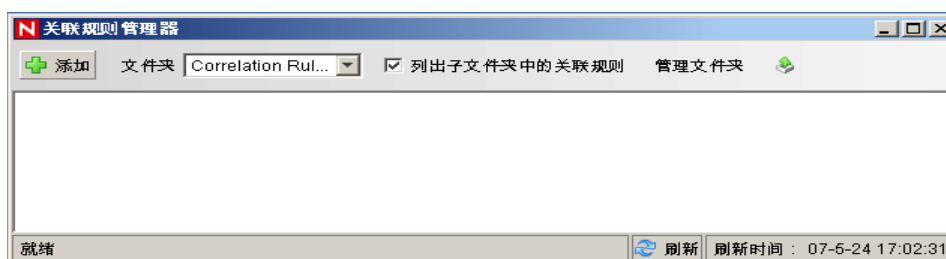 N 关联规则管理器
添加 文件夹 Correlation Rul... 列出子文件夹中的关联规则 管理文件夹
就绪 刷新 刷新时间 : 07-5-24 17:02:31